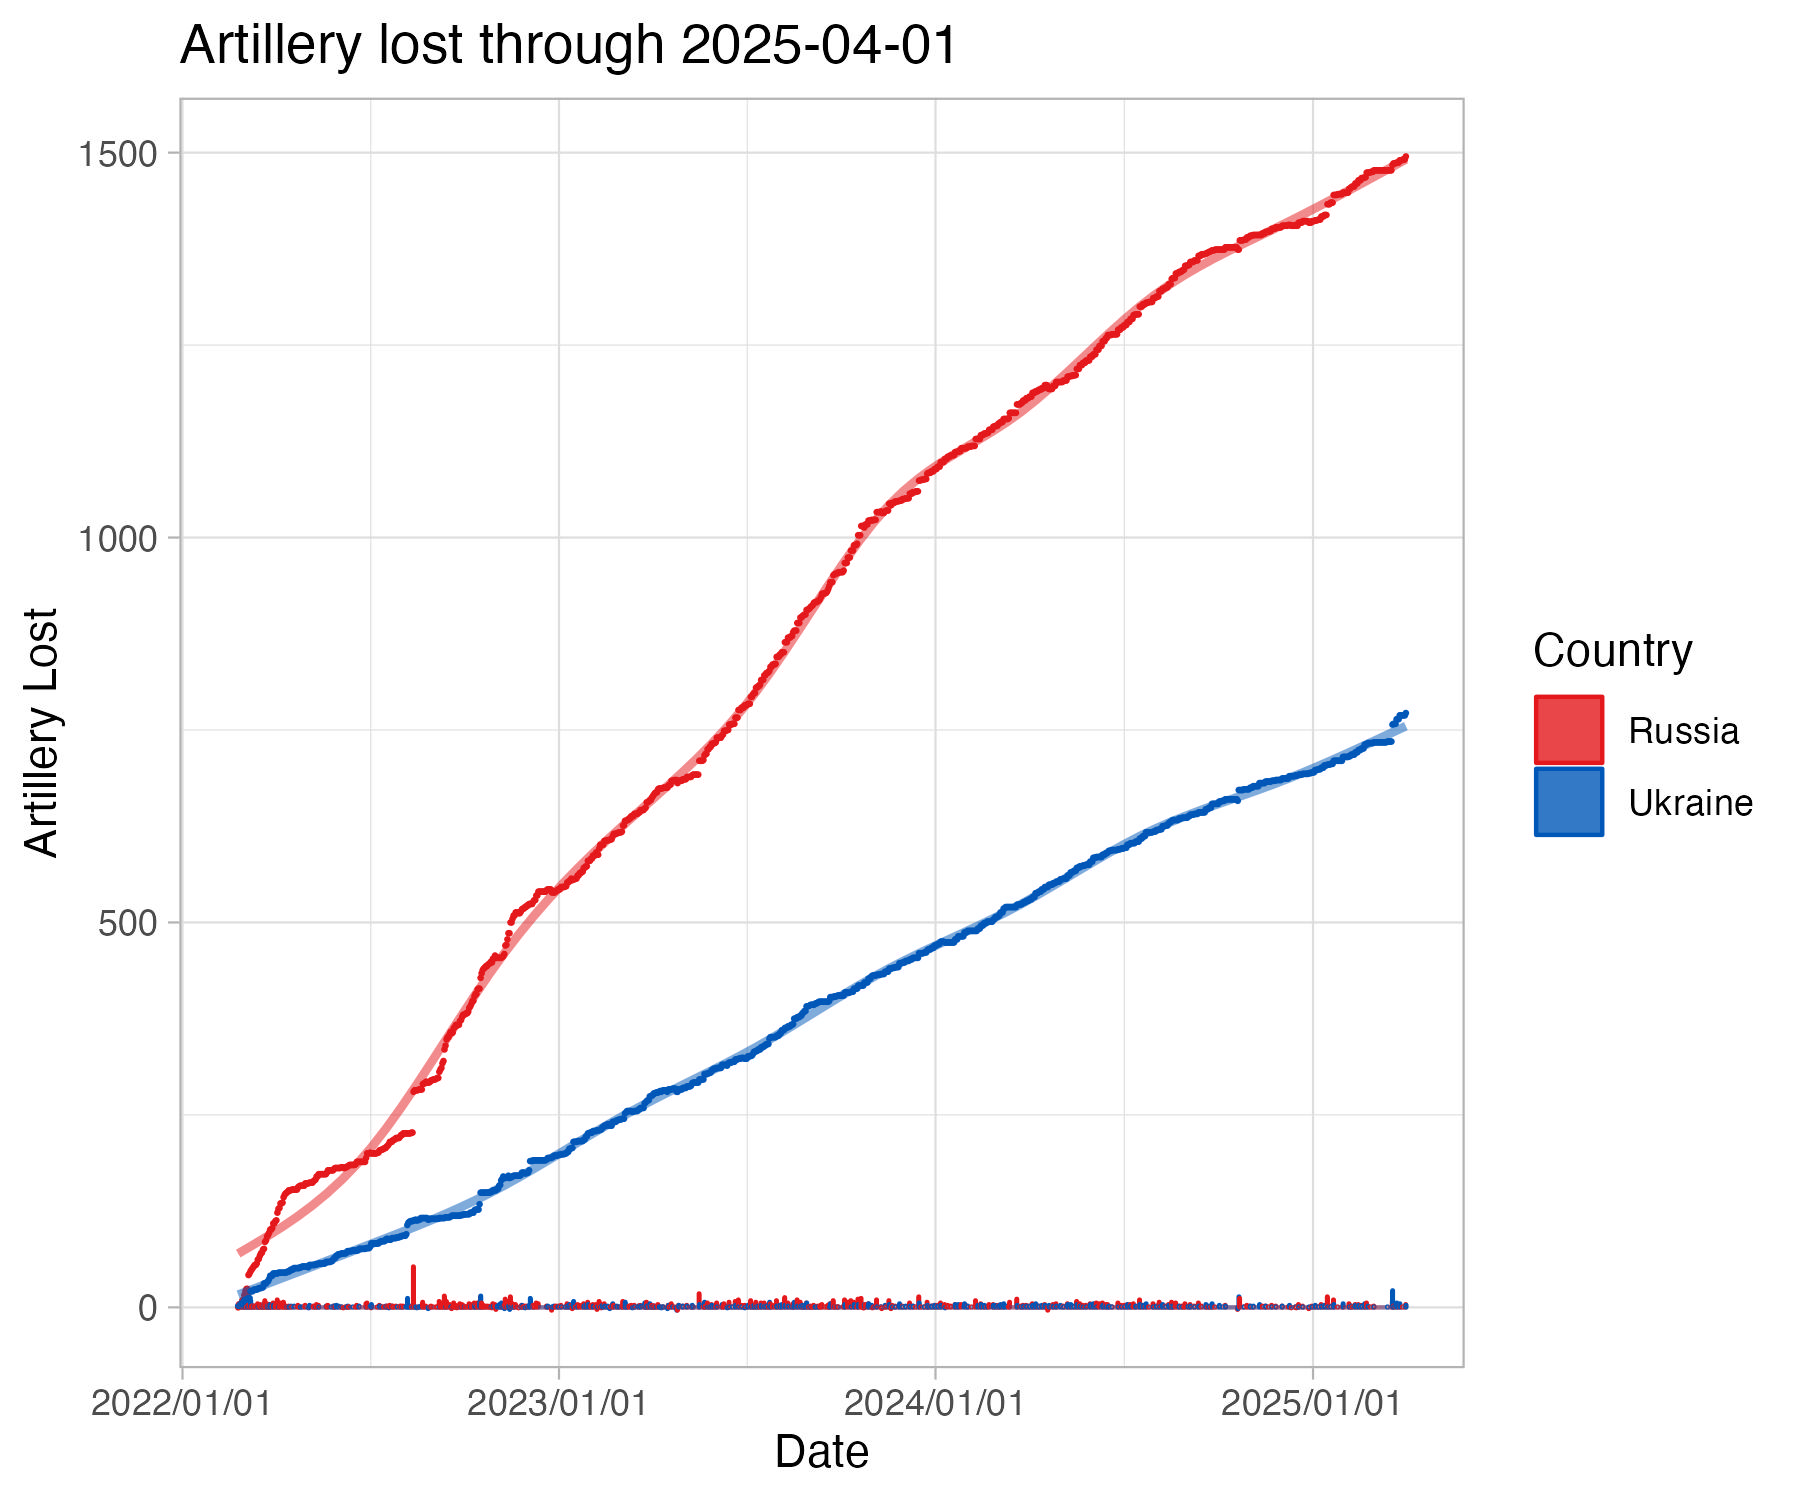 Artillery lost through 2025-04-01
Artillery Lost
1500
1000
500
0
2022/01/01
2023/01/01
2024/01/01
2025/01/01
Date
Country
Russia
Ukraine